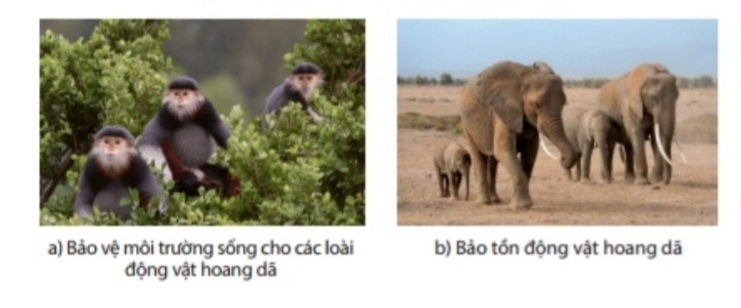 a) Bảo vệ môi trường sống cho các loài
động vật hoang dã
b) Bảo tồn động vật hoang dã